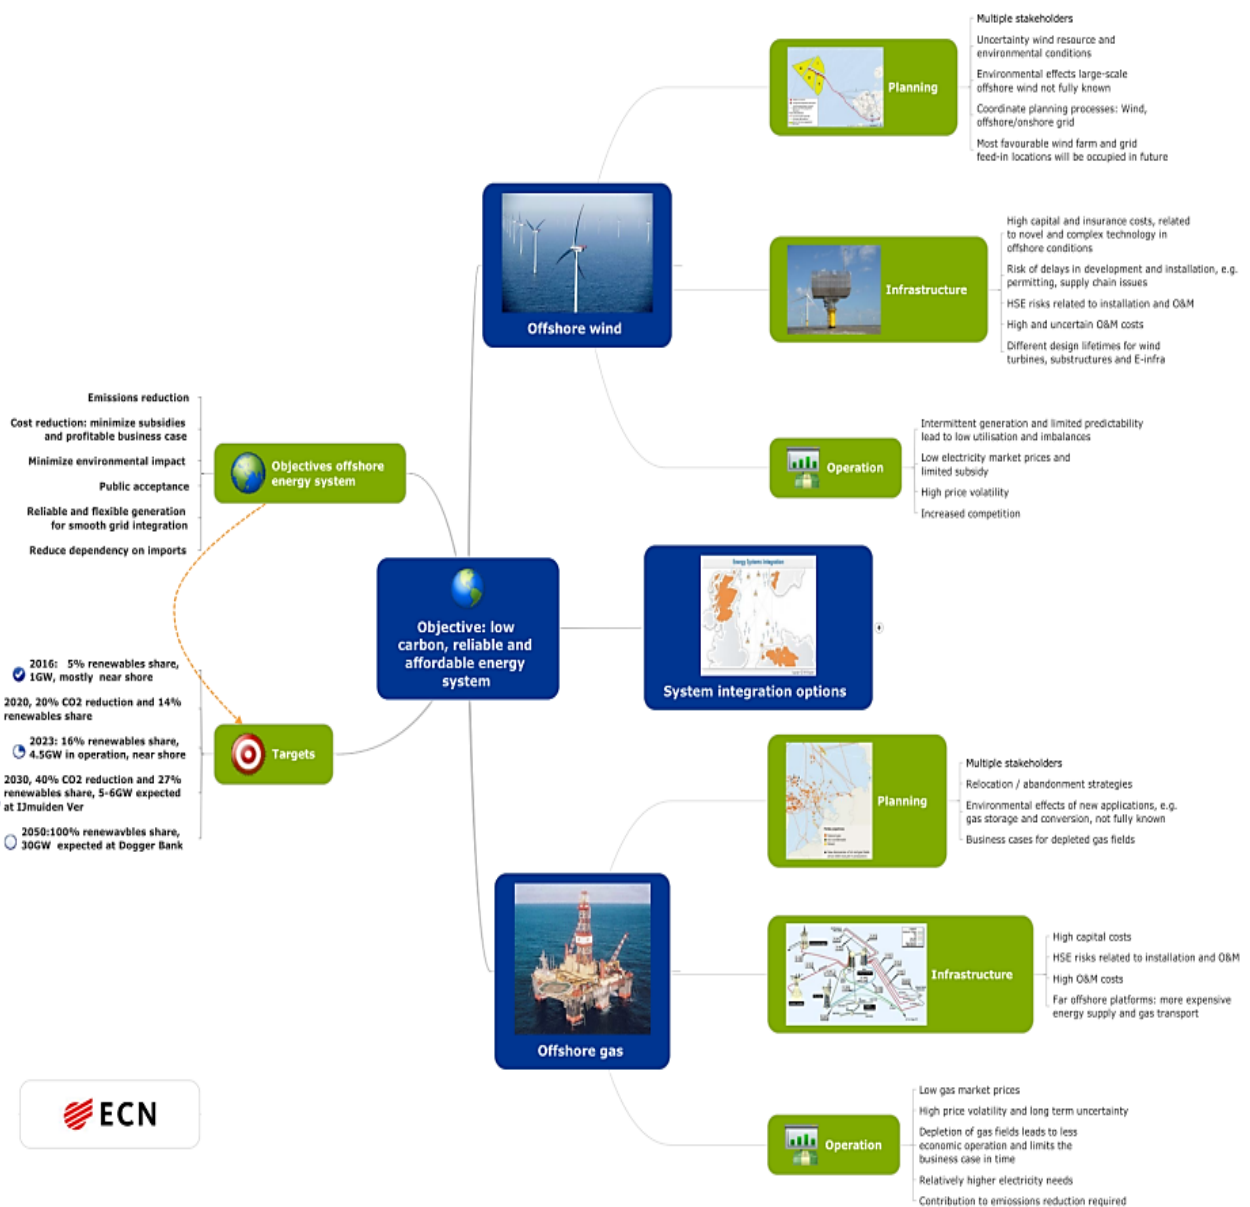 Multiple stakeholders
Uncertainty wind resource and
environmental conditions
Environmental effects large-scale
offshore wind not fully known
Coordinate planning processes: Wind,
offshore/onshore grid
Most favourable wind farm and grid
feed-in locations will be occupied in future
Planning
Offshore wind
High capital and insurance costs, related
to novel and complex technology in
offshore conditions
Risk of delays in development and installation, e.g.
permitting, supply chain issues
HSE risks related to installation and O&M
High and uncertain O&M costs
Different design lifetimes for wind
turbines, substructures and E-infra
Infrastructure
Intermittent generation and limited predictability
lead to low utilisation and imbalances
Low electricity market prices and
limited subsidy
High price volatility
Increased competition
Operation
Emissions reduction
Cost reduction: minimize subsidies
and profitable business case
Minimize environmental impact
Public acceptance
Reliable and flexible generation
for smooth grid integration
Reduce dependency on imports
Objectives offshore
energy system
Objective: low
carbon, reliable and
affordable energy
system
Energy Systems Integration
System integration options
2016: 5% renewables share,
1GW, mostly near shore
2020, 20% CO2 reduction and 14%
renewables share
2023: 16% renewables share,
4.5GW in operation, near shore
2030, 40% CO2 reduction and 27%
renewables share, 5-6GW expected
at IJmuiden Ver
2050:100% renewavbles share,
30GW expected at Dogger Bank
Targets
Planning
Multiple stakeholders
Relocation / abandonment strategies
Environmental effects of new applications, e.g.
gas storage and conversion, not fully known
Business cases for depleted gas fields
Offshore gas
Infrastructure
High capital costs
HSE risks related to installation and O&M
High O&M costs
Far offshore platforms: more expensive
energy supply and gas transport
Operation
Low gas market prices
High price volatility and long term uncertainty
Depletion of gas fields leads to less
economic operation and limits the
business case in time
Relatively higher electricity needs
Contribution to emiossions reduction required
ECN